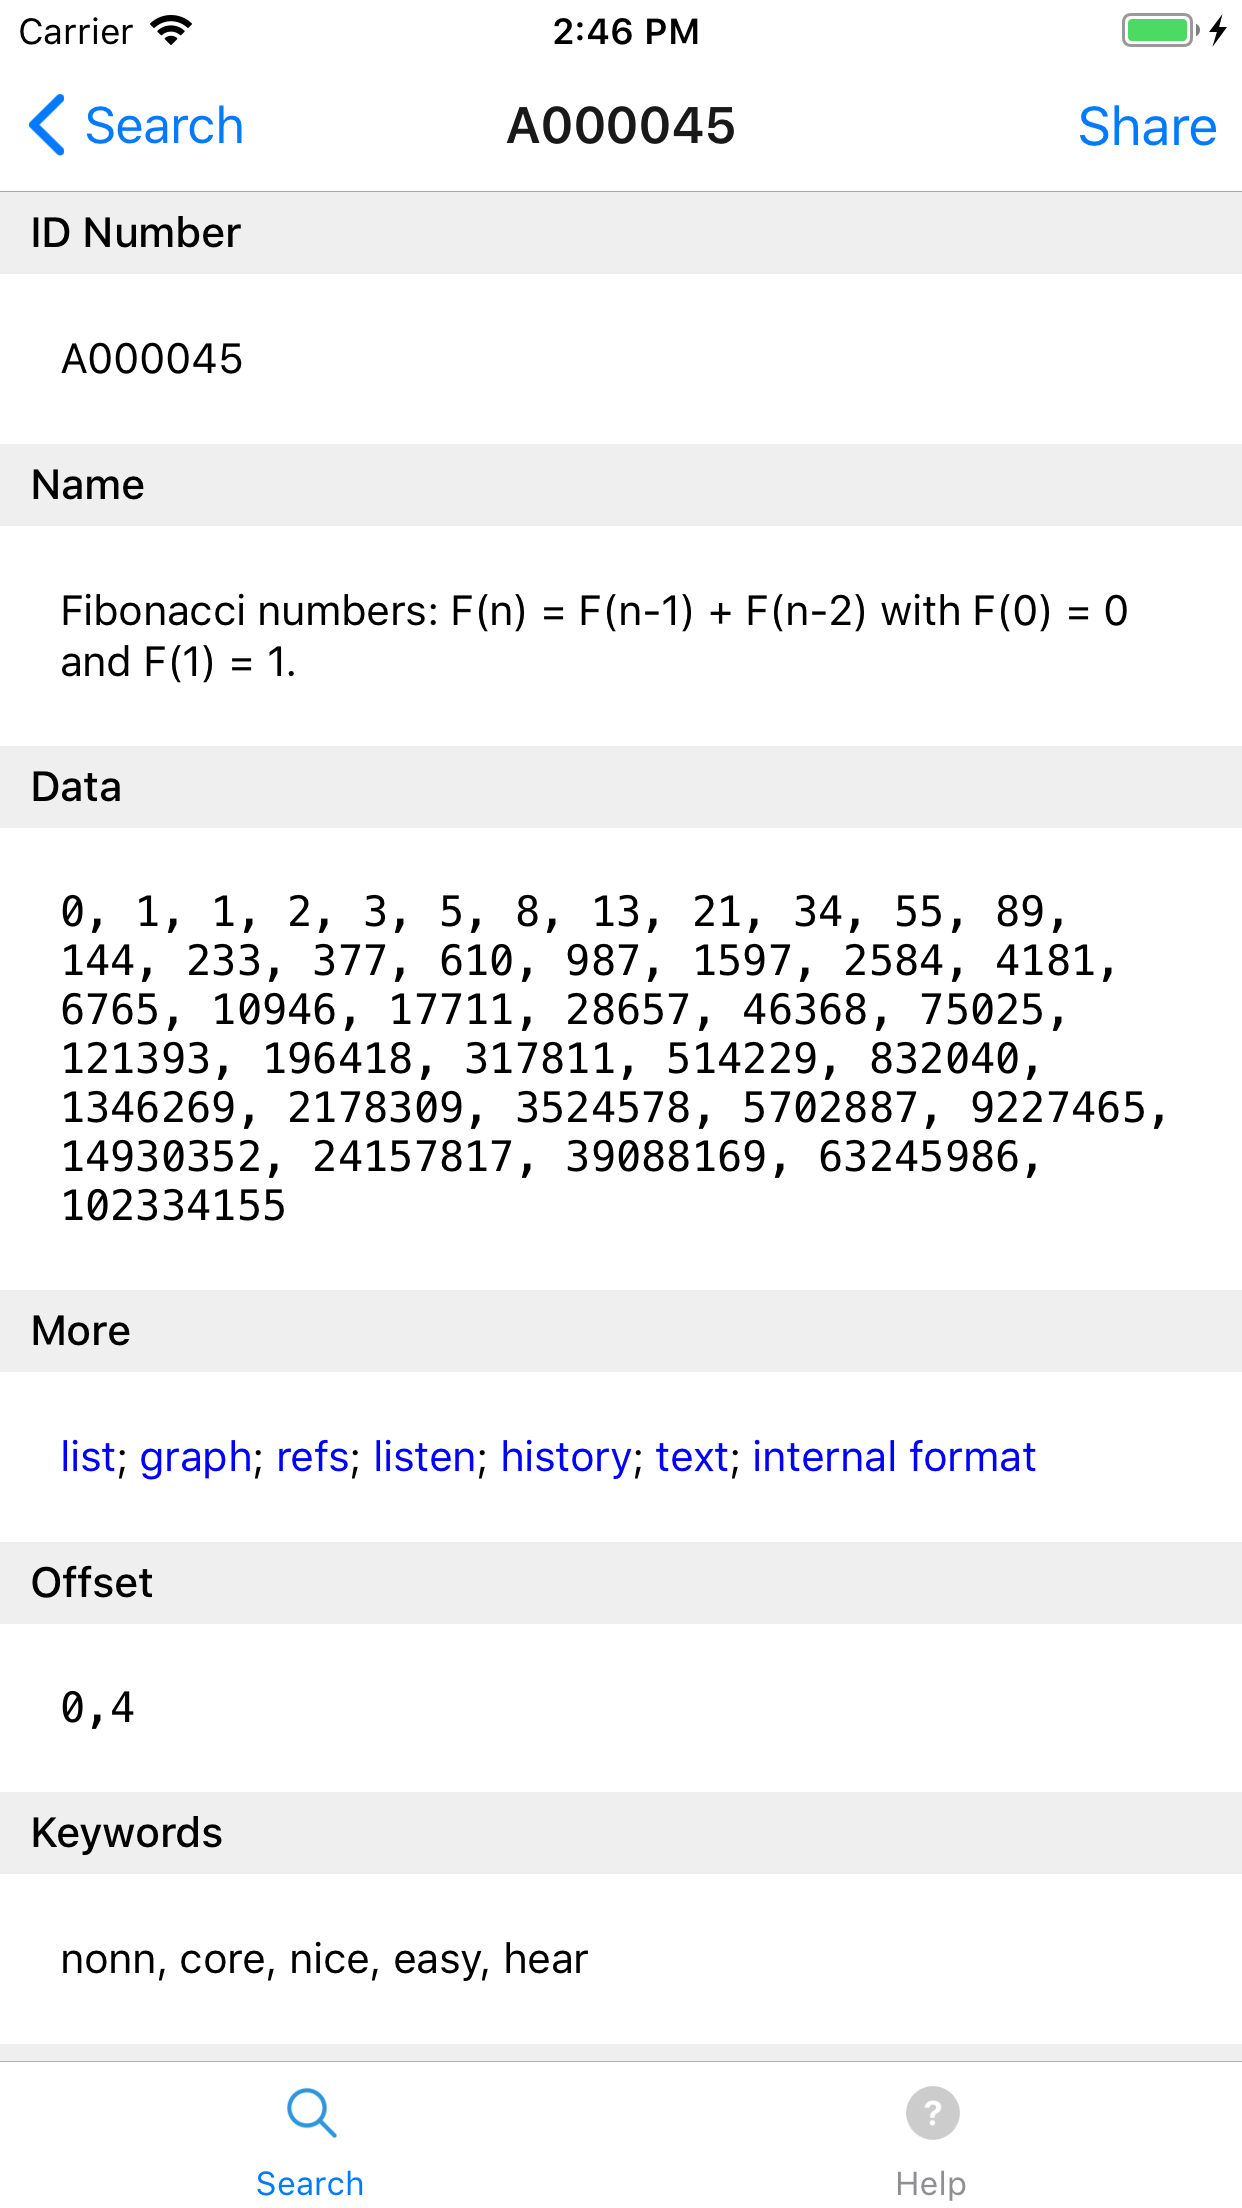 Carrier 2:46 PM
Search A000045 Share
ID Number
A000045
Name
Fibonacci numbers: F(n) = F(n-1) + F(n-2) with F(0) = 0
and F(1) = 1.
Data
0, 1, 1, 2, 3, 5, 8, 13, 21, 34, 55, 89,
144, 233, 377, 610, 987, 1597, 2584, 4181,
6765, 10946, 17711, 28657, 46368, 75025,
121393, 196418, 317811, 514229, 832040,
1346269, 2178309, 3524578, 5702887, 9227465,
14930352, 24157817, 39088169, 63245986,
102334155
More
list; graph; refs; listen; history; text; internal format
Offset
0,4
Keywords
nonn, core, nice, easy, hear
?
Search Help